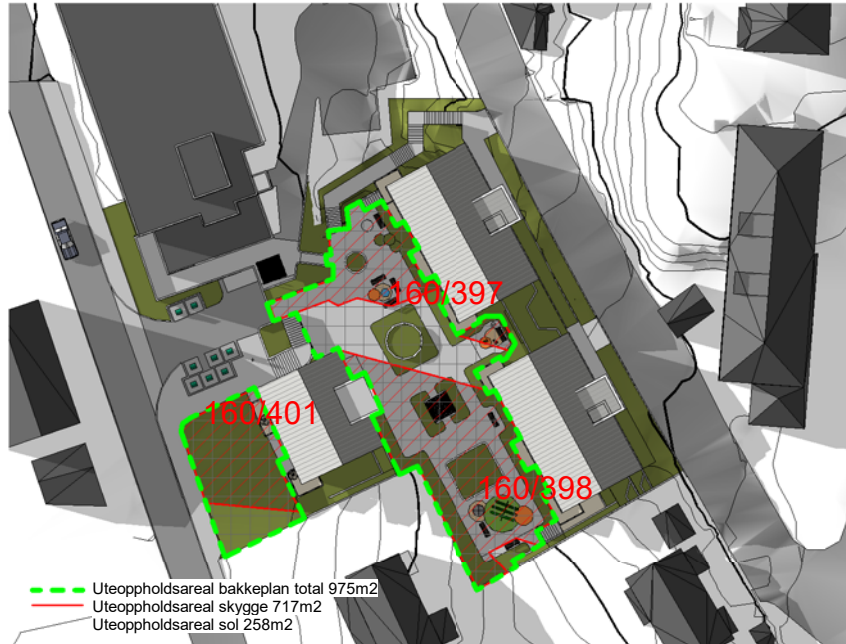 160/397
160/401
160/398
Uteoppholdsareal bakkeplan total 975m2
Uteoppholdsareal skygge 717m2
Uteoppholdsareal sol 258m2